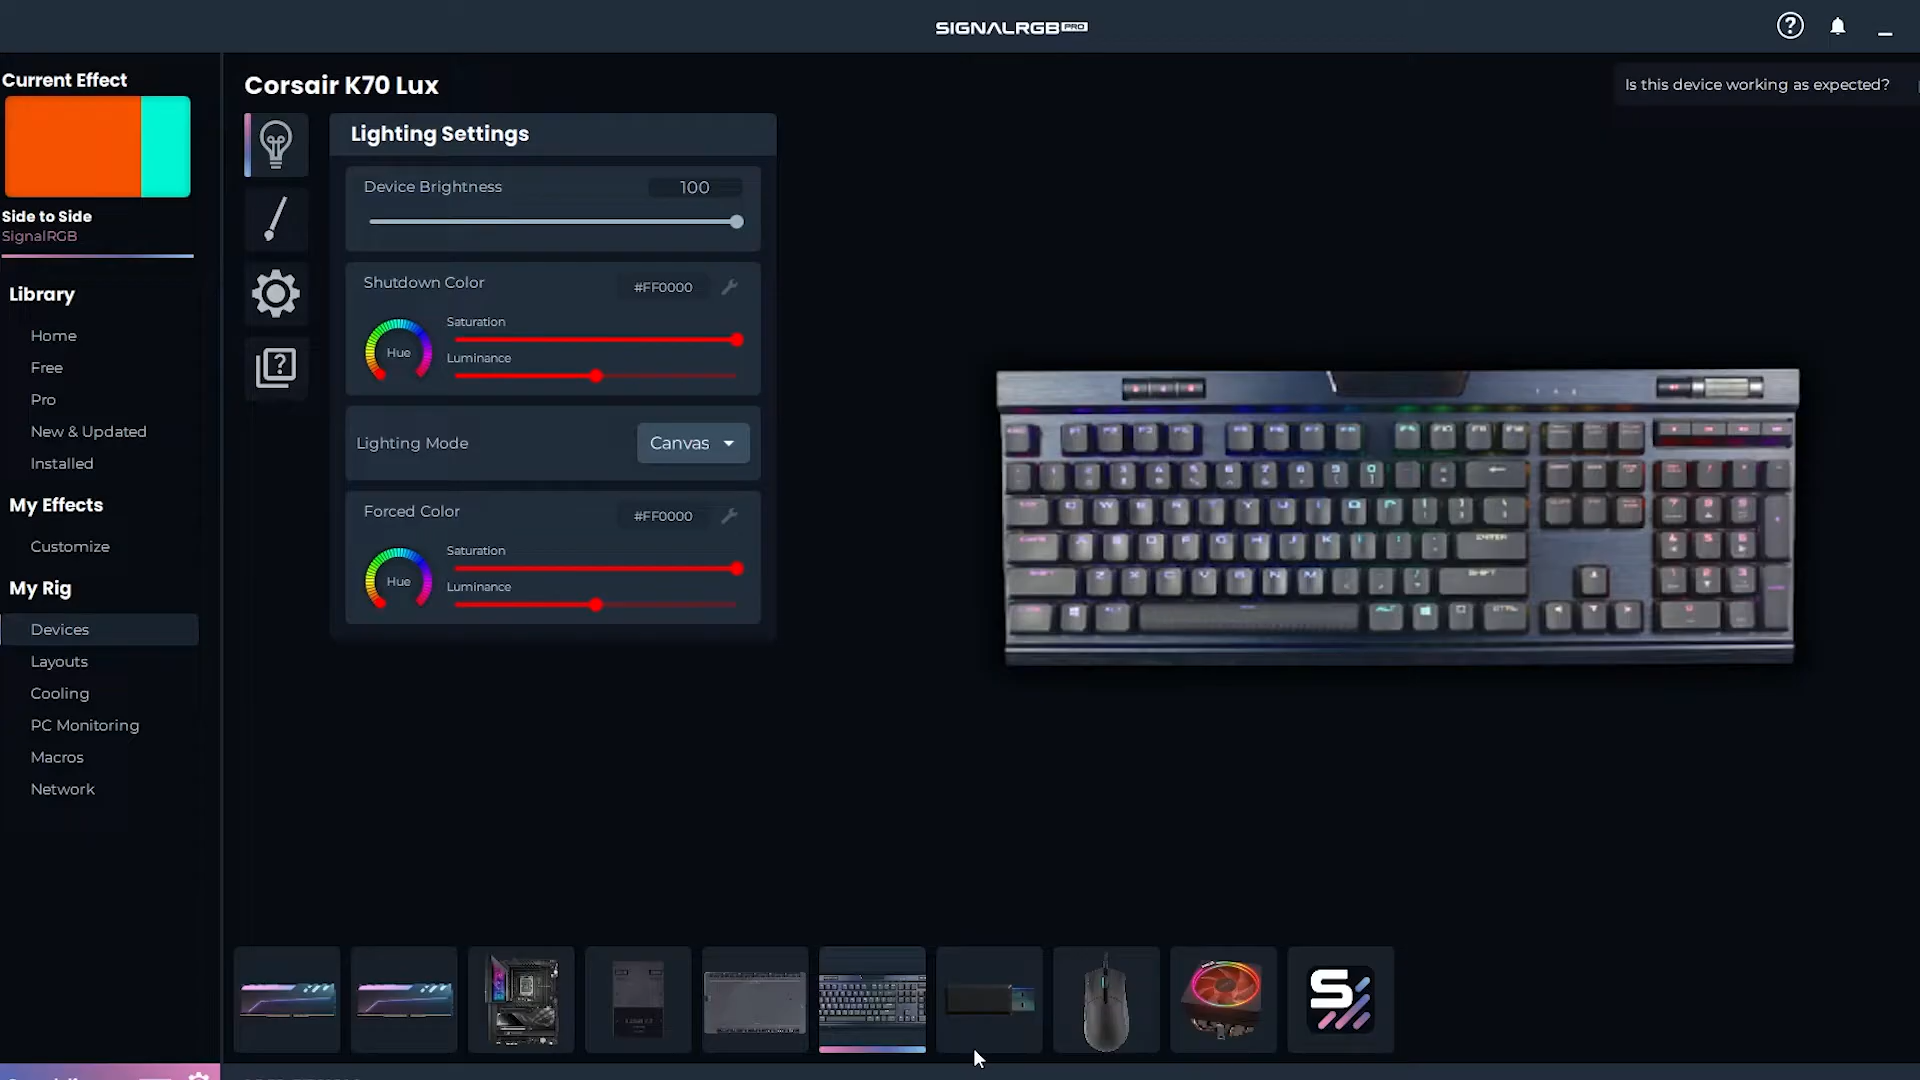 SIGNALRGB PRO
Current Effect
Side to Side
SignalRGB
Library
Home
Free
Pro
New & Updated
Installed
My Effects
Customize
My Rig
Devices
Layouts
Cooling
PC Monitoring
Macros
Network
Corsair K70 Lux
Is this device working as expected?
Lighting Settings
Device Brightness
100
Shutdown Color
#FF0000
Hue
Saturation
Luminance
Lighting Mode
Canvas
Forced Color
#FF0000
Hue
Saturation
Luminance